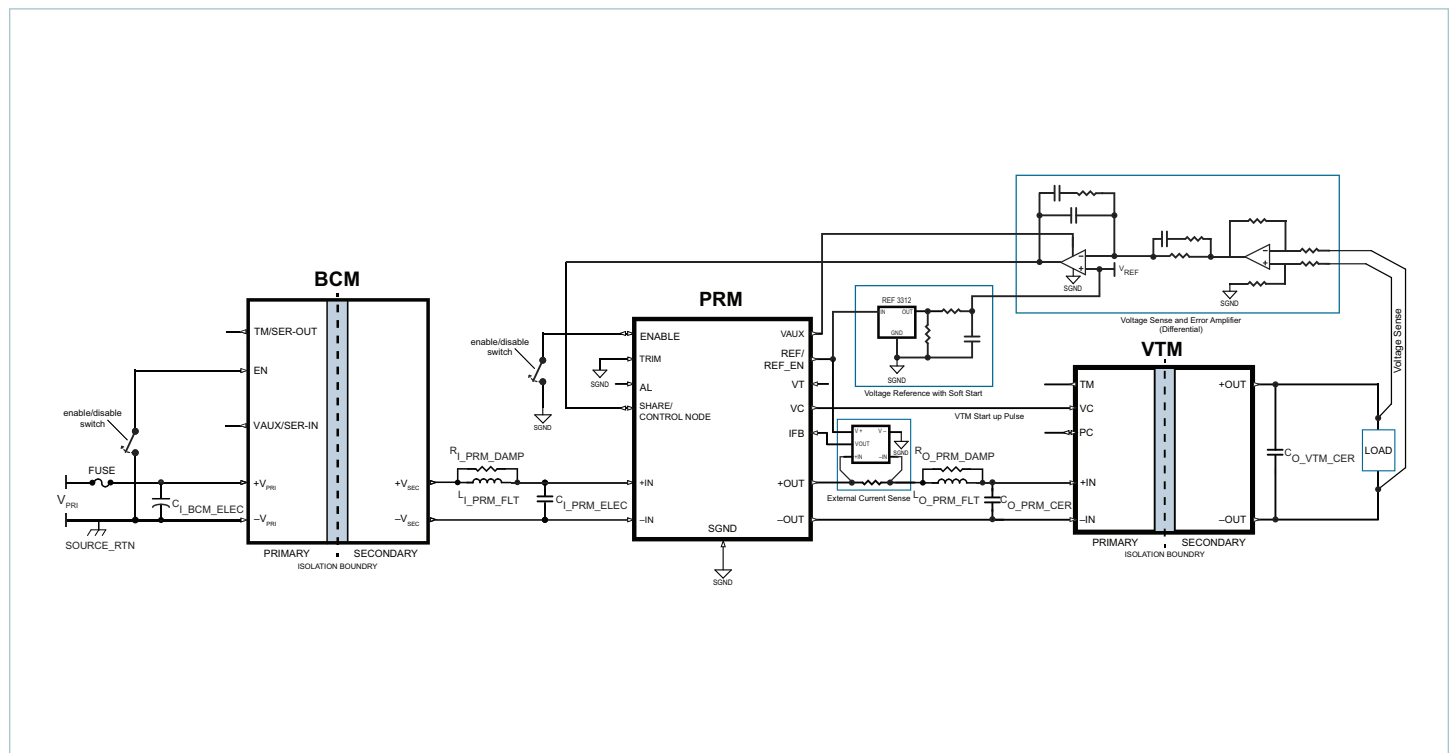 BCM
TM/SER-OUT
EN
VAUX/SER-IN
+V_PRI
–V_PRI
+V_SEC
–V_SEC
PRIMARY
SECONDARY
ISOLATION BOUNDARY
enable/disable
switch
FUSE
V_PRI
C_I_BCM_ELEC
SOURCE_RTN
R_I_PRM_DAMP
L_I_PRM_FLT
C_I_PRM_ELEC
enable/disable
switch
SGND
SGND
PRM
ENABLE
TRIM
AL
SHARE/
CONTROL NODE
+IN
–IN
VAUX
REF/
REF_EN
VT
VC
IFB
+OUT
–OUT
SGND
SGND
REF 3312
IN
OUT
GND
SGND
Voltage Reference with Soft Start
VTM Start up Pulse
V +
V –
VOUT
+IN
–IN
SGND
External Current Sense
R_O_PRM_DAMP
L_O_PRM_FLT
C_O_PRM_CER
SGND
V_REF
SGND
Voltage Sense and Error Amplifier
(Differential)
VTM
TM
VC
PC
+IN
–IN
+OUT
–OUT
PRIMARY
SECONDARY
ISOLATION BOUNDARY
C_O_VTM_CER
LOAD
Voltage Sense